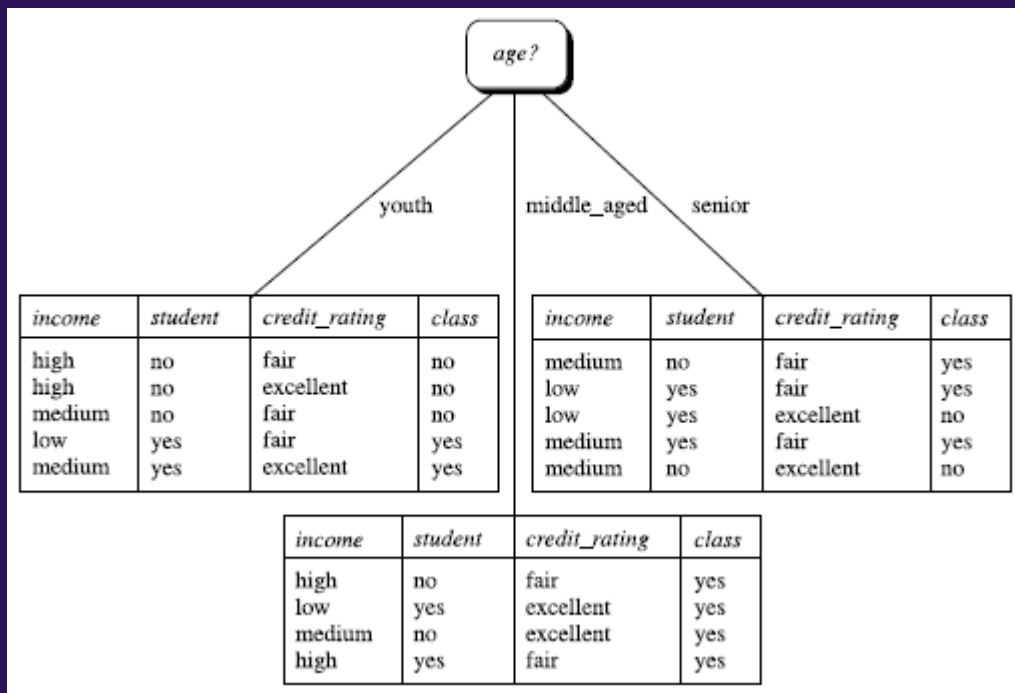 age?
youth
middle_aged
senior
income student credit_rating class
high no fair no
high no excellent no
medium no fair no
low yes fair yes
medium yes excellent yes
income student credit_rating class
medium no fair yes
low yes fair yes
low yes excellent no
medium yes fair yes
medium no excellent no
income student credit_rating class
high no fair yes
low yes excellent yes
medium no excellent yes
high yes fair yes